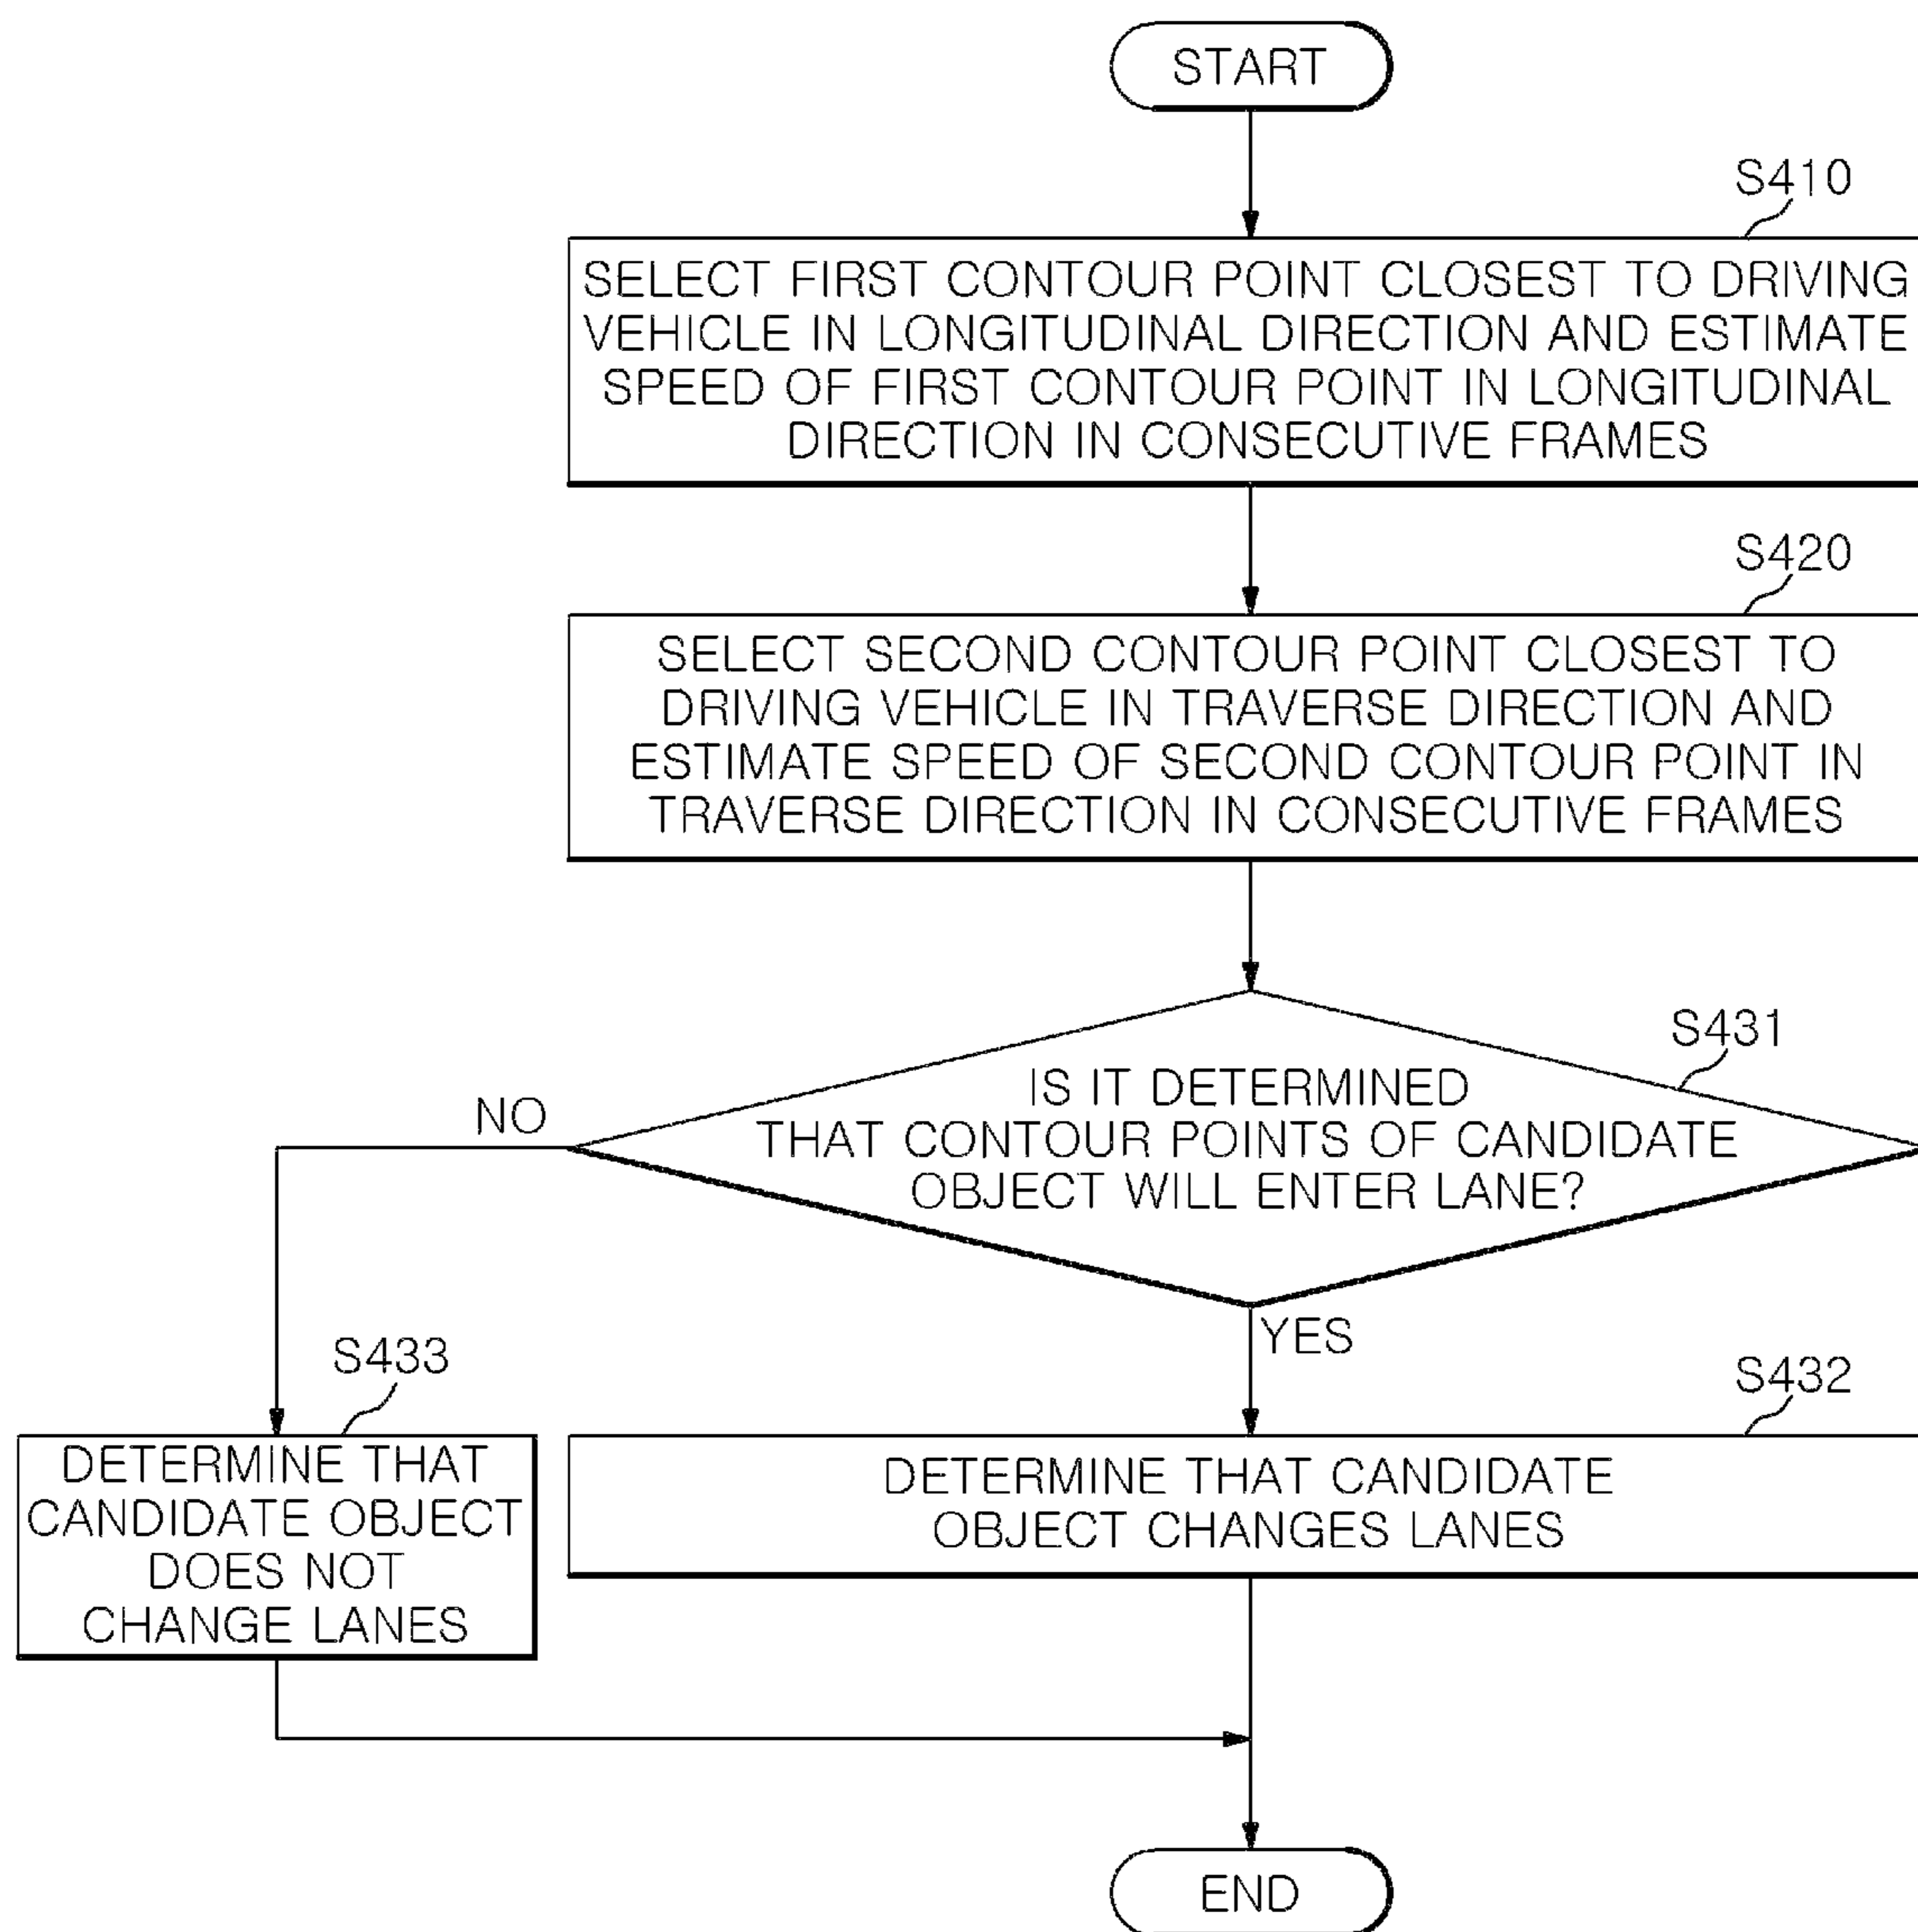 START
S410
SELECT FIRST CONTOUR POINT CLOSEST TO DRIVING
VEHICLE IN LONGITUDINAL DIRECTION AND ESTIMATE
SPEED OF FIRST CONTOUR POINT IN LONGITUDINAL
DIRECTION IN CONSECUTIVE FRAMES
S420
SELECT SECOND CONTOUR POINT CLOSEST TO
DRIVING VEHICLE IN TRAVERSE DIRECTION AND
ESTIMATE SPEED OF SECOND CONTOUR POINT IN
TRAVERSE DIRECTION IN CONSECUTIVE FRAMES
S431
IS IT DETERMINED
THAT CONTOUR POINTS OF CANDIDATE
OBJECT WILL ENTER LANE?
NO
YES
S433
DETERMINE THAT
CANDIDATE OBJECT
DOES NOT
CHANGE LANES
S432
DETERMINE THAT CANDIDATE
OBJECT CHANGES LANES
END